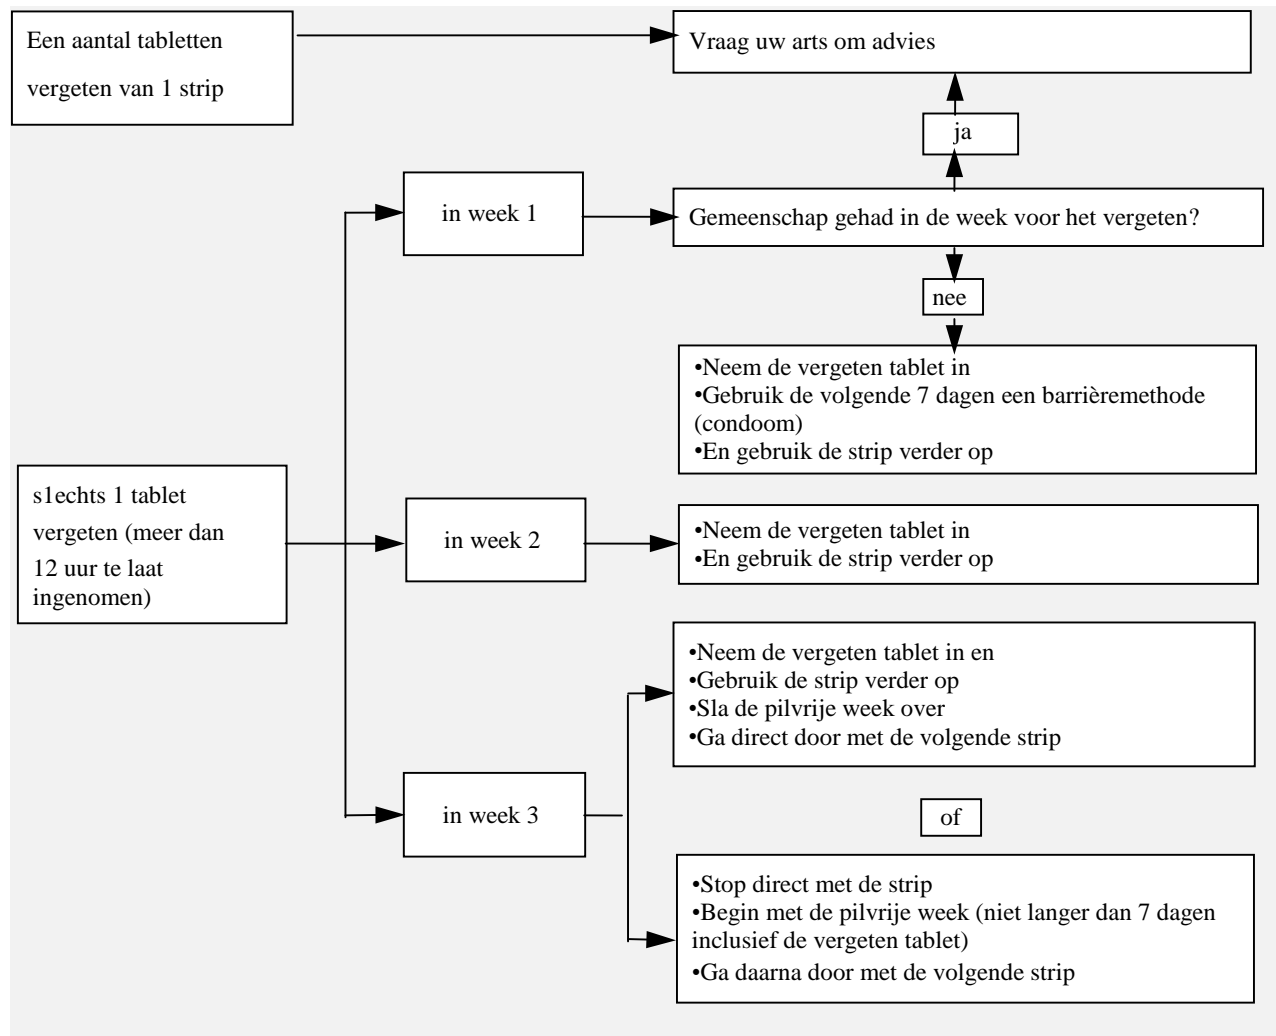 Een aantal tabletten
vergeten van 1 strip
Vraag uw arts om advies
ja
in week 1
Gemeenschap gehad in de week voor het vergeten?
nee
•Neem de vergeten tablet in
•Gebruik de volgende 7 dagen een barrièremethode
(condoom)
•En gebruik de strip verder op
s1echts 1 tablet
vergeten (meer dan
12 uur te laat
ingenomen)
in week 2
•Neem de vergeten tablet in
•En gebruik de strip verder op
•Neem de vergeten tablet in en
•Gebruik de strip verder op
•Sla de pilvrije week over
•Ga direct door met de volgende strip
in week 3
of
•Stop direct met de strip
•Begin met de pilvrije week (niet langer dan 7 dagen
inclusief de vergeten tablet)
•Ga daarna door met de volgende strip